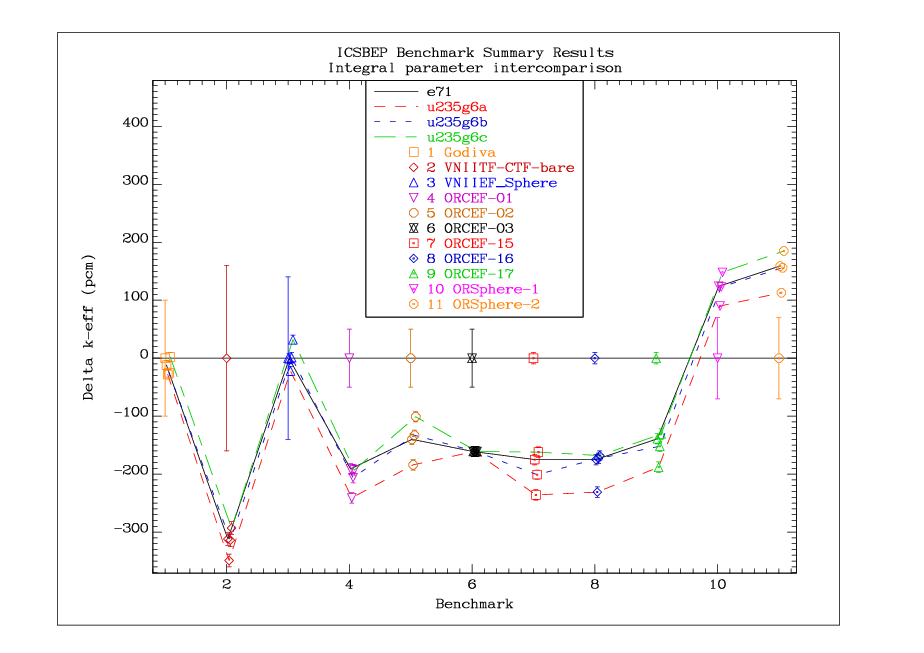 ICSBEP Benchmark Summary Results
Integral parameter intercomparison
e71
u235g6a
u235g6b
u235g6c
1 Godiva
2 VNIITF-CTF-bare
3 VNIIEF_Sphere
4 ORCEF-01
5 ORCEF-02
6 ORCEF-03
7 ORCEF-15
8 ORCEF-16
9 ORCEF-17
10 ORSphere-1
11 ORSphere-2
Delta k-eff (pcm)
400
300
200
100
0
-100
-200
-300
2 4 6 8 10
Benchmark